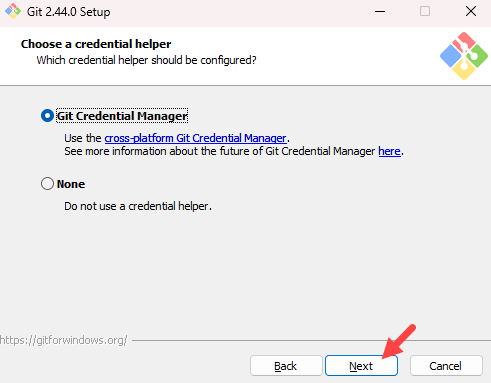 Git 2.44.0 Setup
Choose a credential helper
Which credential helper should be configured?
Git Credential Manager
Use the cross-platform Git Credential Manager.
See more information about the future of Git Credential Manager here.
None
Do not use a credential helper.
https://gitforwindows.org/
Back Next Cancel